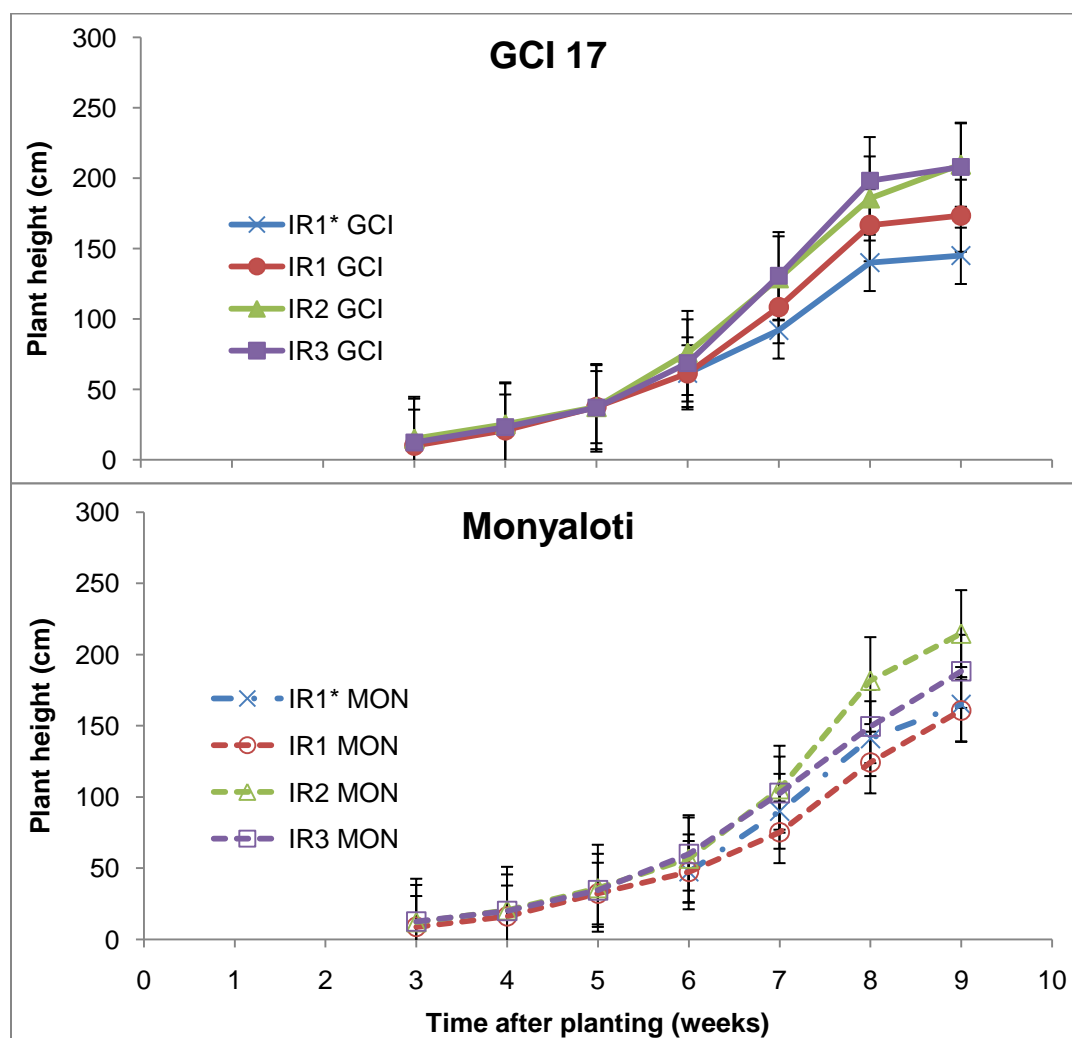 GCI 17
300
250
200
150
100
50
0
Plant height (cm)
IR1* GCI
IR1 GCI
IR2 GCI
IR3 GCI
Monyaloti
300
250
200
150
100
50
0
Plant height (cm)
IR1* MON
IR1 MON
IR2 MON
IR3 MON
0 1 2 3 4 5 6 7 8 9 10
Time after planting (weeks)